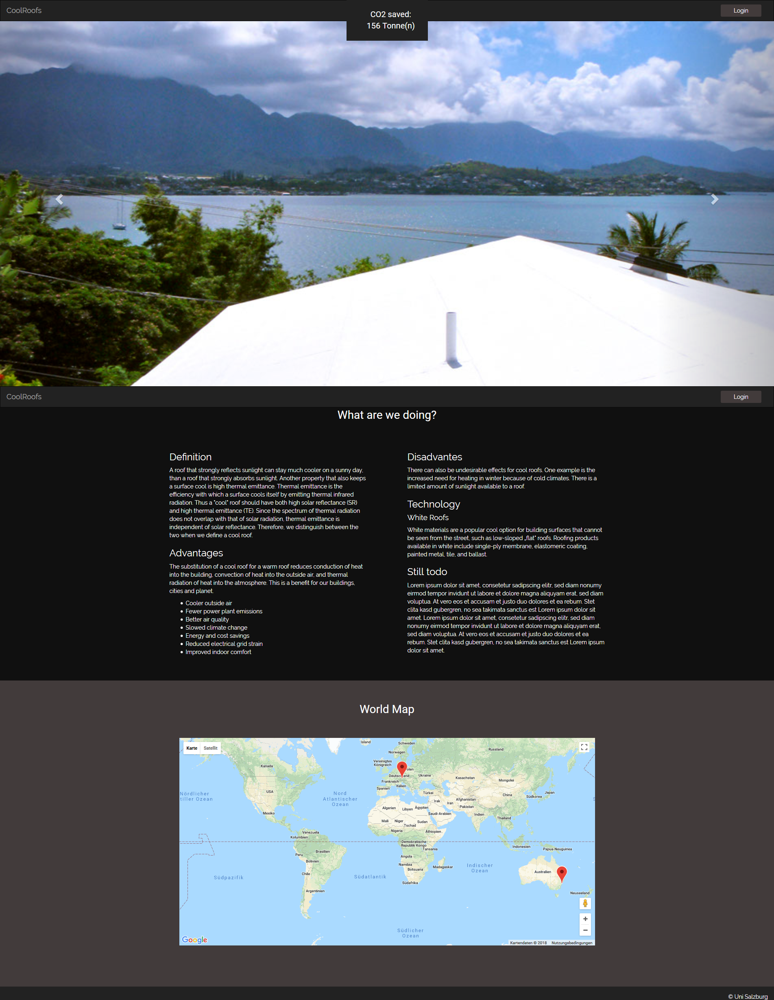 CoolRoofs
CO2 saved:
156 Tonne(n)
Login
CoolRoofs
Login
What are we doing?
Definition
A roof that strongly reflects sunlight can stay much cooler on a sunny day,
than a roof that strongly absorbs sunlight. Another property that also keeps
a surface cool is high thermal emittance. Thermal emittance is the
efficiency with which a surface cools itself by emitting thermal infrared
radiation. Thus a "cool" roof should have both high solar reflectance (SR)
and high thermal emittance (TE). Since the spectrum of thermal radiation
does not overlap with that of solar radiation, thermal emittance is
independent of solar reflectance. Therefore, we distinguish between the
two when we define a cool roof.
Advantages
The substitution of a cool roof for a warm roof reduces conduction of heat
into the building, convection of heat into the outside air, and thermal
radiation of heat into the atmosphere. This is a benefit for our buildings,
cities and planet.
• Cooler outside air
• Fewer power plant emissions
• Better air quality
• Slowed climate change
• Energy and cost savings
• Reduced electrical grid strain
• Improved indoor comfort
Disadvantes
There can also be undesirable effects for cool roofs. One example is the
increased need for heating in winter because of cold climates. There is a
limited amount of sunlight available to a roof.
Technology
White Roofs
White materials are a popular cool option for building surfaces that cannot
be seen from the street, such as low-sloped „flat" roofs. Roofing products
available in white include single-ply membrane, elastomeric coating,
painted metal, tile, and ballast.
Still todo
Lorem ipsum dolor sit amet, consetetur sadipscing elitr, sed diam nonumy
eirmod tempor invidunt ut labore et dolore magna aliquyam erat, sed diam
voluptua. At vero eos et accusam et justo duo dolores et ea rebum. Stet
clita kasd gubergren, no sea takimata sanctus est Lorem ipsum dolor sit
amet. Lorem ipsum dolor sit amet, consetetur sadipscing elitr, sed diam
nonumy eirmod tempor invidunt ut labore et dolore magna aliquyam erat,
sed diam voluptua. At vero eos et accusam et justo duo dolores et ea
rebum. Stet clita kasd gubergren, no sea takimata sanctus est Lorem ipsum
dolor sit amet.
World Map
Karte
Satellit
Island
Schweden
Norwegen
Russland
Vereinigtes
Königreich
Kanada
olen
Deutschland
Ukraine
Frankreich
Kasachstan
Mongolei
Italien
Spanien
Nördlicher
tiller Ozean
USA
Nord
Atlantischer
Ozean
Türkei
China
Japan
Südkorea
Irak
Iran
Afghanistan
Pakistan
Algerien
Libyen
Ägypten
Saudi-Arabien
Mexiko
Indien
Thailand
Mali
Niger
Sudan
Tschad
Nigeria
Äthiopien
Venezuela
Kolumbien
Demokratische
Republik Kongo
Tansania
Indonesien
Papua-Neuguinea
Brasilien
Peru
Angola
Bolivien
Namibia
Botsuana
Madagaskar
Indischer
Ozean
Australien
Chile
Südpazifik
Südatlantik
Südafrika
Argentinien
Neuseeland
Südlicher
Ozean
Google
Kartendaten © 2018
Nutzungsbedingungen
© Uni Salzburg